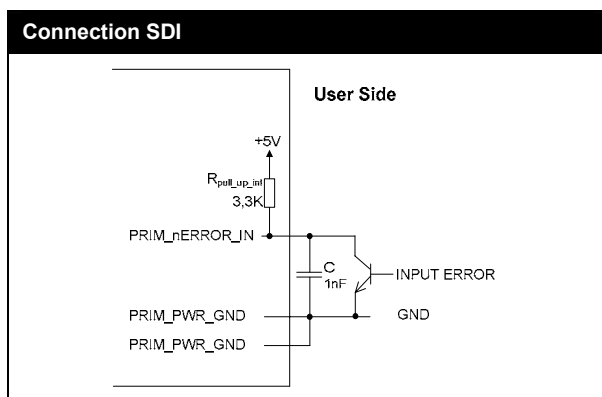 Connection SDI
User Side
+5V
Rpull_up_int
3,3K
PRIM_nERROR_IN
C
1nF
INPUT ERROR
PRIM_PWR_GND
GND
PRIM_PWR_GND